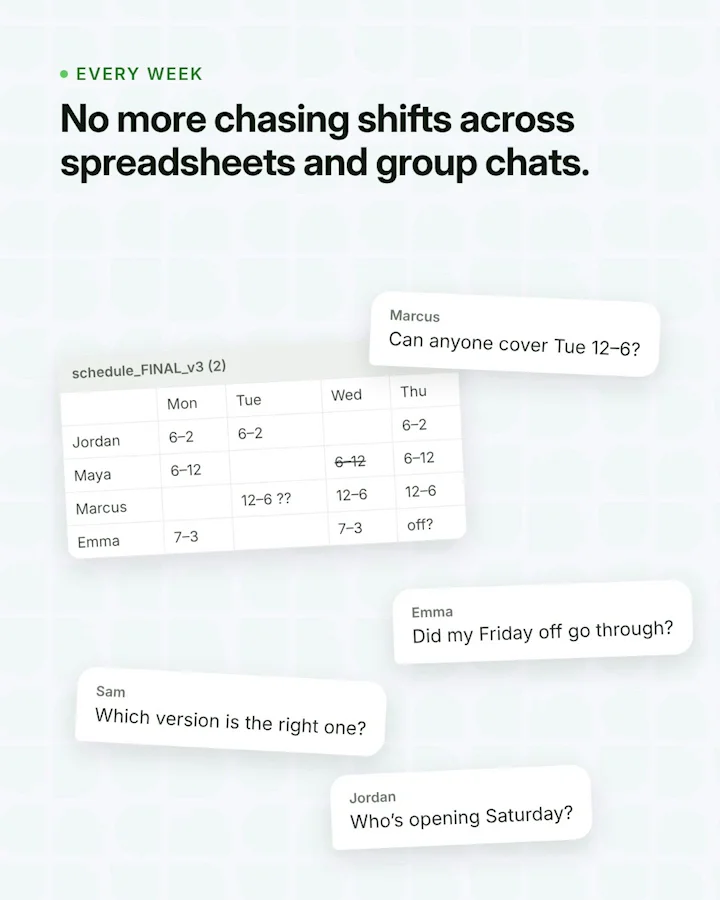 EVERY WEEK
No more chasing shifts across
spreadsheets and group chats.
Marcus
Can anyone cover Tue 12–6?
schedule_FINAL_v3 (2)
Mon Tue Wed Thu
Jordan 6–2 6–2 6–2
Maya 6–12 6–12 6–12
Marcus 12–6 ?? 12–6 12–6
Emma 7–3 7–3 off?
Emma
Did my Friday off go through?
Sam
Which version is the right one?
Jordan
Who's opening Saturday?